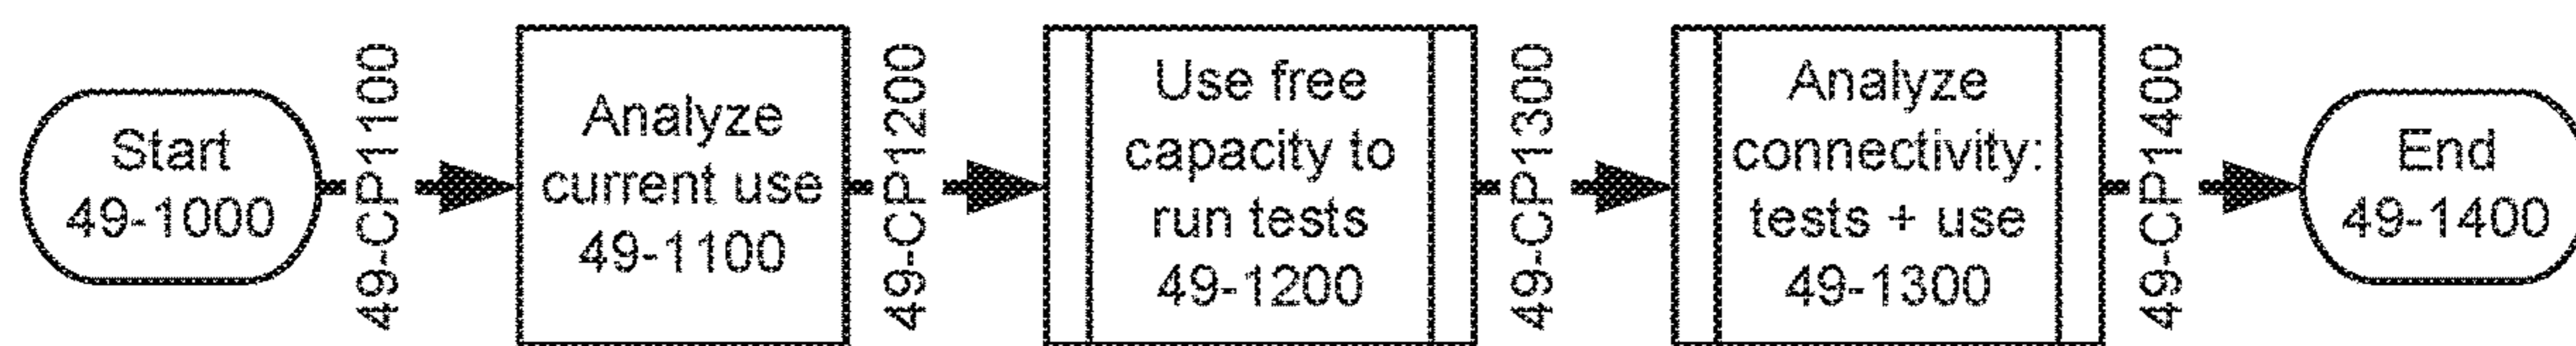 Start
49-1000
49-CP1100
Analyze
current use
49-1100
49-CP1200
Use free
capacity to
run tests
49-1200
49-CP1300
Analyze
connectivity:
tests + use
49-1300
49-CP1400
End
49-1400